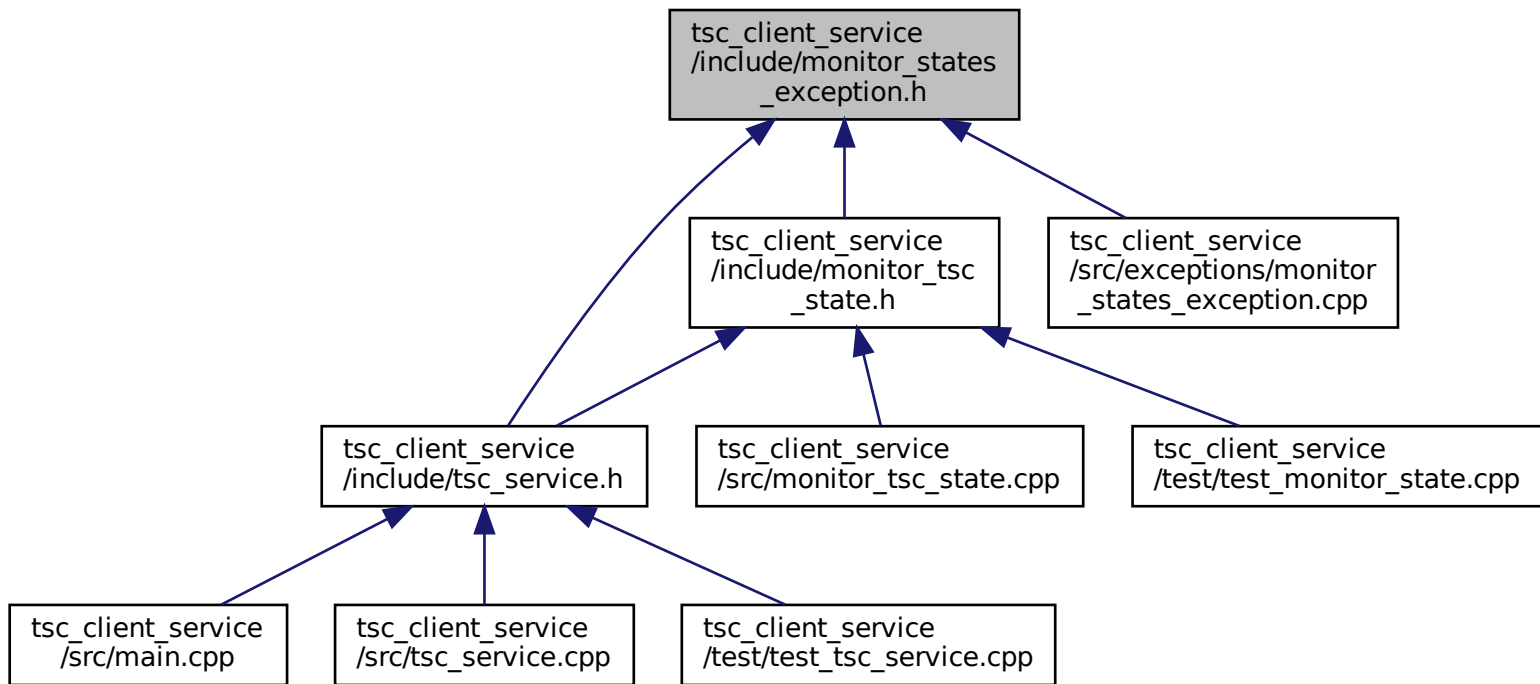 tsc_client_service
/include/monitor_states
_exception.h
tsc_client_service
/include/monitor_tsc
_state.h
tsc_client_service
/src/exceptions/monitor
_states_exception.cpp
tsc_client_service
/include/tsc_service.h
tsc_client_service
/src/monitor_tsc_state.cpp
tsc_client_service
/test/test_monitor_state.cpp
tsc_client_service
/src/main.cpp
tsc_client_service
/src/tsc_service.cpp
tsc_client_service
/test/test_tsc_service.cpp